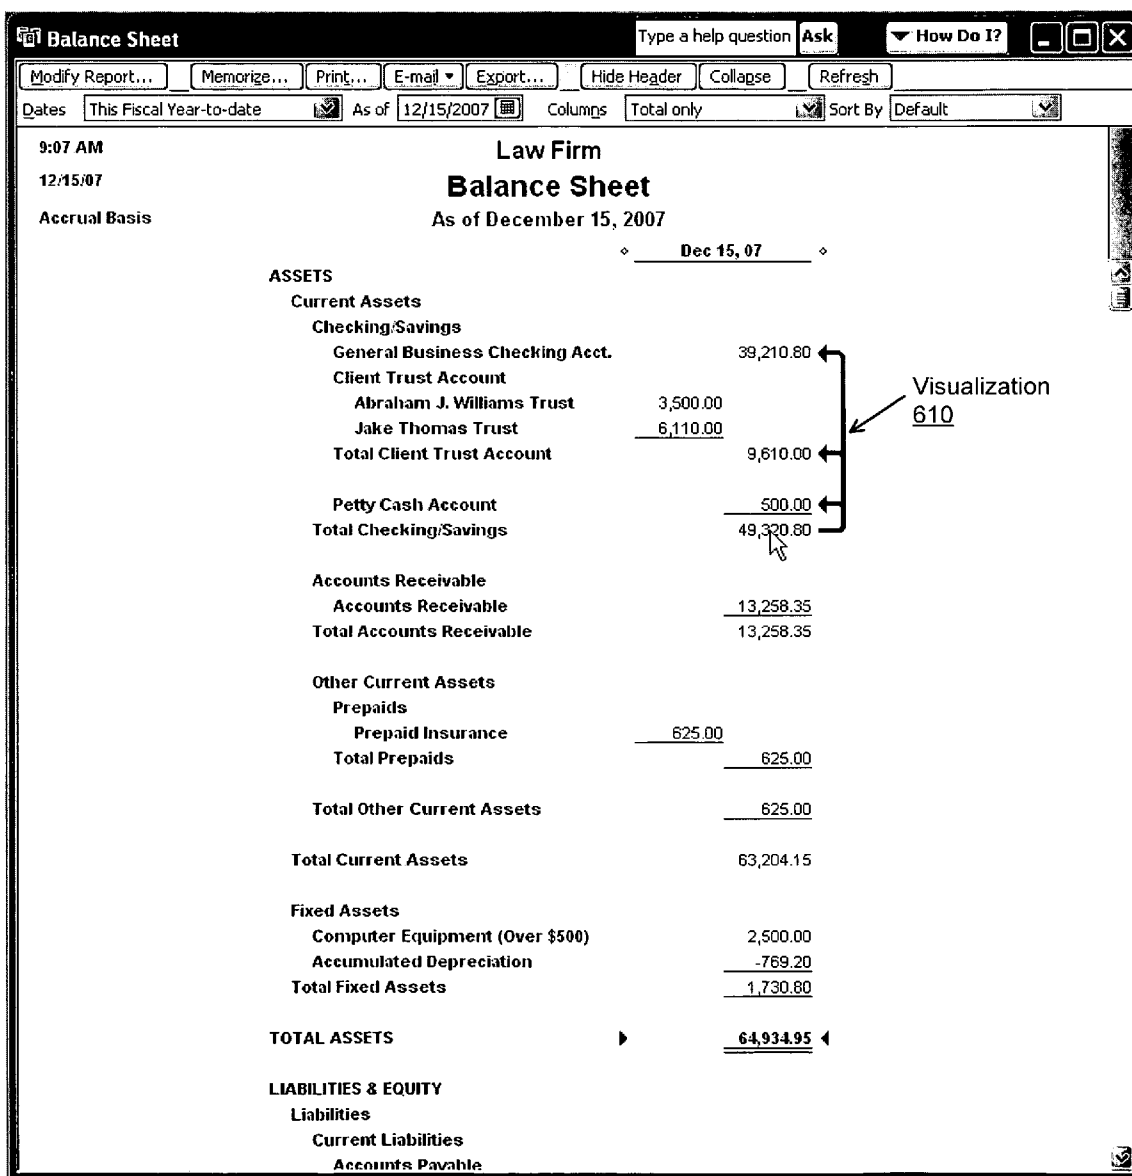 Balance Sheet Type a help question Ask How Do I?
Modify Report... Memorize... Print... E-mail Export... Hide Header Collapse Refresh
Dates This Fiscal Year-to-date As of 12/15/2007 Columns Total only Sort By Default
9:07 AM Law Firm
12/15/07 Balance Sheet
Accrual Basis As of December 15, 2007
Dec 15, 07
ASSETS
Current Assets
Checking/Savings
General Business Checking Acct. 39,210.80
Client Trust Account
Visualization
Abraham J. Williams Trust 3,500.00
610
Jake Thomas Trust 6,110.00
Total Client Trust Account 9,610.00
Petty Cash Account 500.00
Total Checking/Savings 49,320.80
Accounts Receivable
Accounts Receivable 13,258.35
Total Accounts Receivable 13,258.35
Other Current Assets
Prepaids
Prepaid Insurance 625.00
Total Prepaids 625.00
Total Other Current Assets 625.00
Total Current Assets 63,204.15
Fixed Assets
Computer Equipment (Over $500) 2,500.00
Accumulated Depreciation -769.20
Total Fixed Assets 1,730.80
TOTAL ASSETS 64,934.95
LIABILITIES & EQUITY
Liabilities
Current Liabilities
Accounts Payable